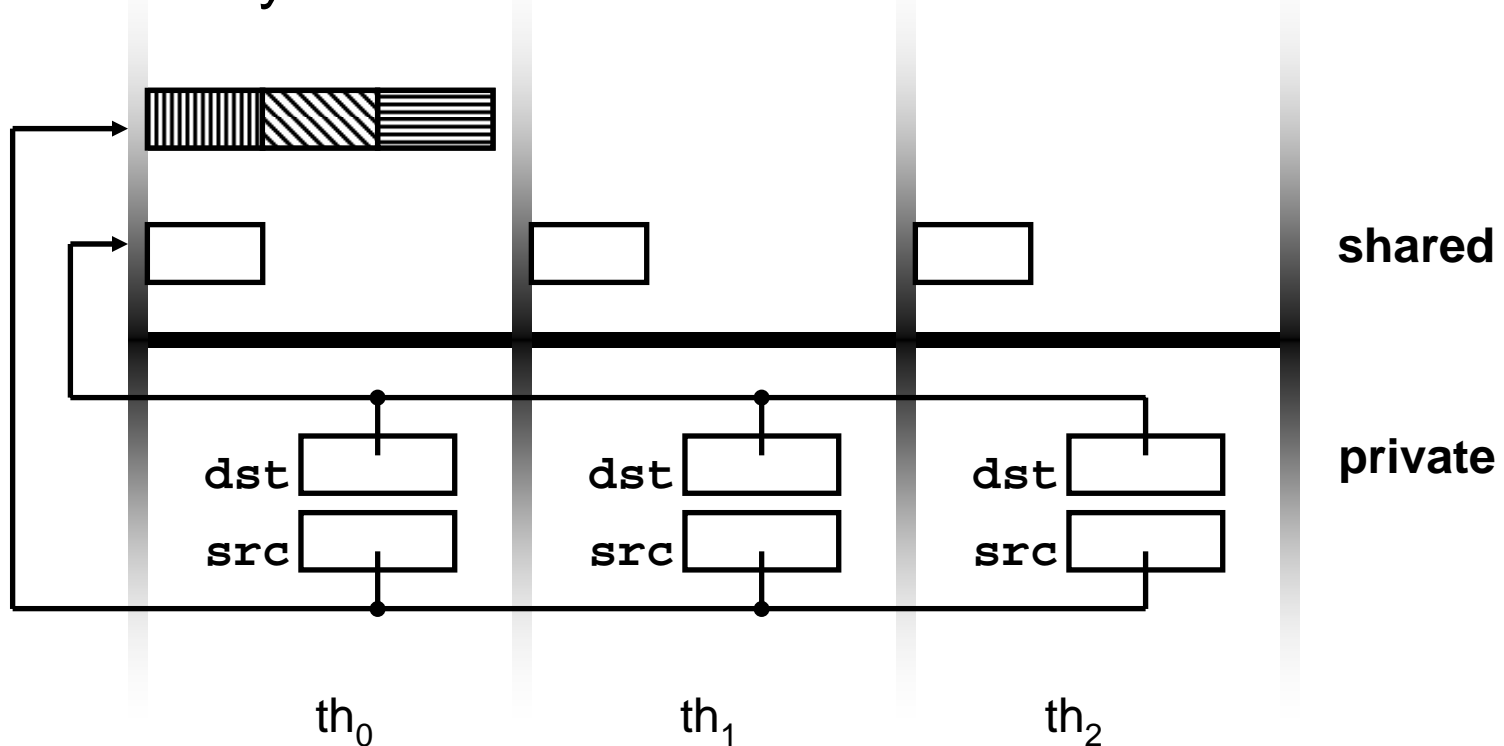 shared
private
dst dst dst
src src src
th0 th1 th2